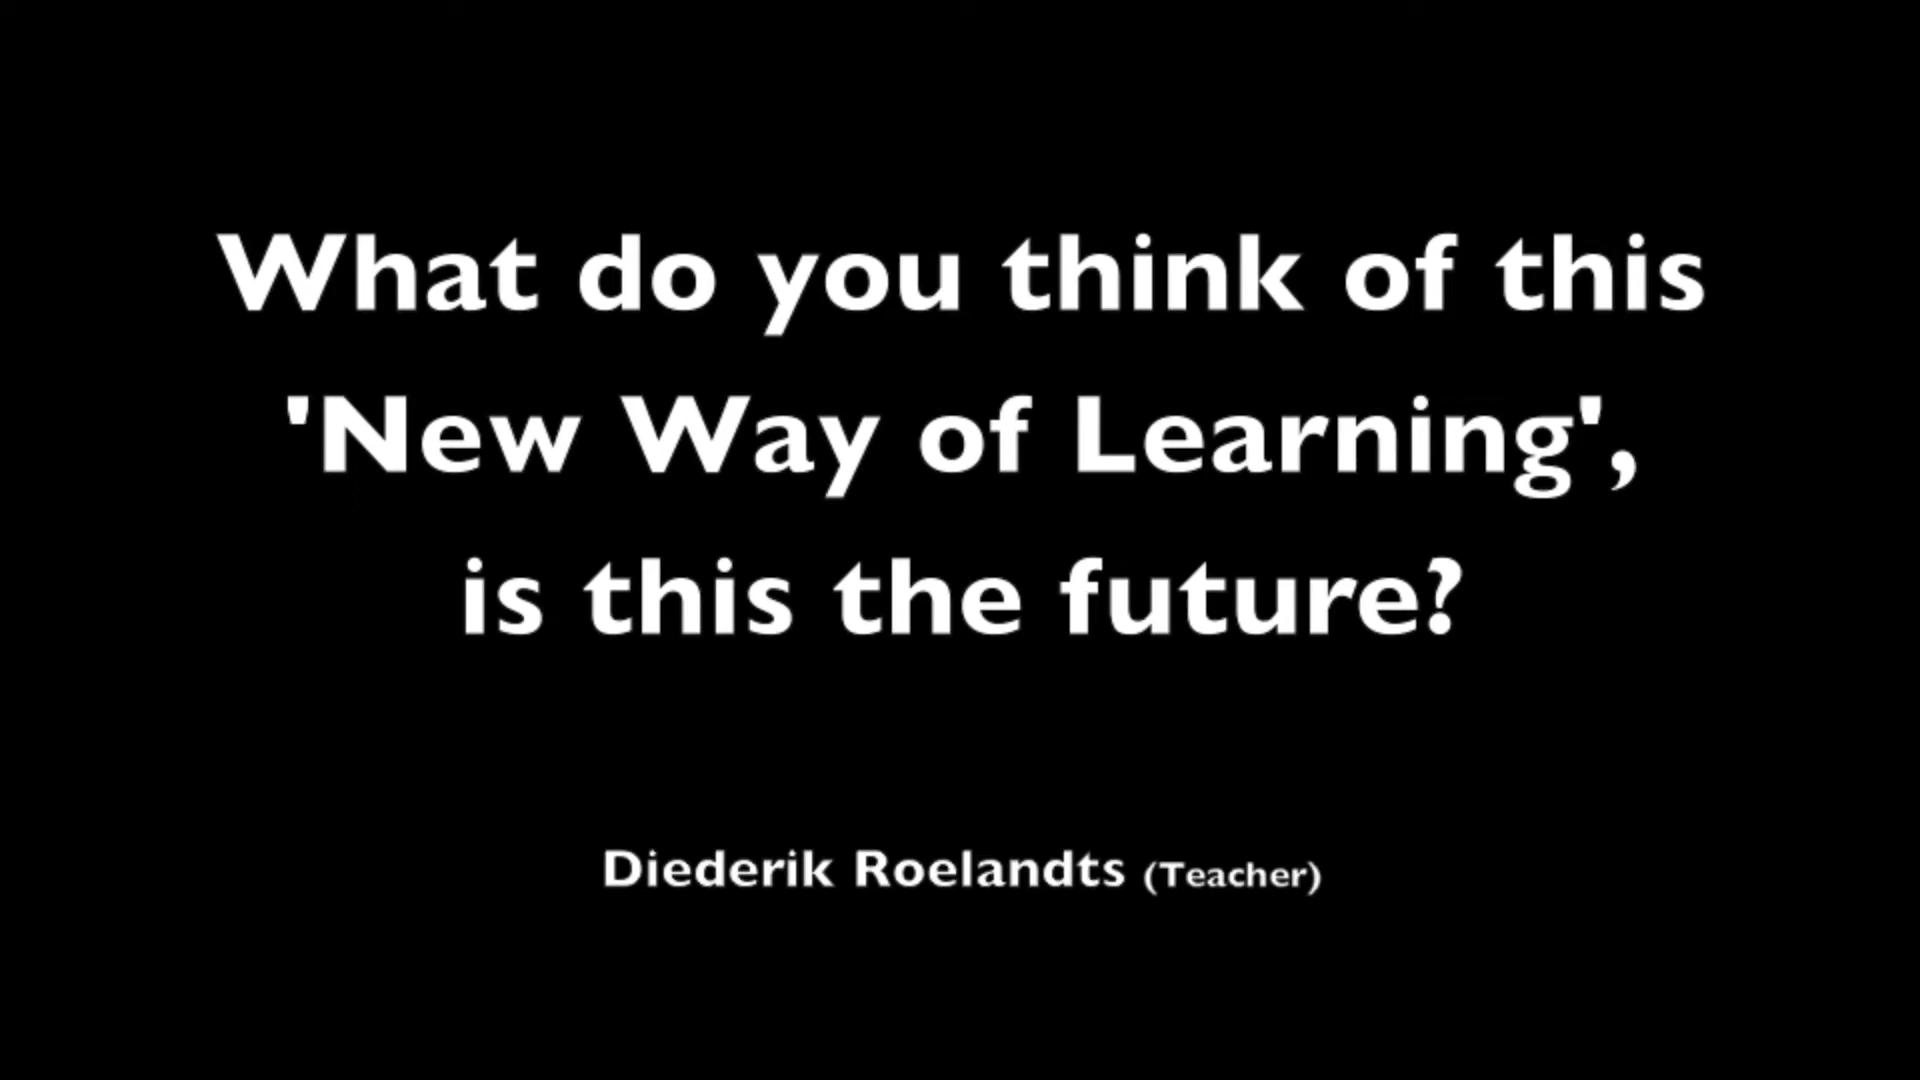 What do you think of this
'New Way of Learning',
is this the future?
Diederik Roelandts (Teacher)